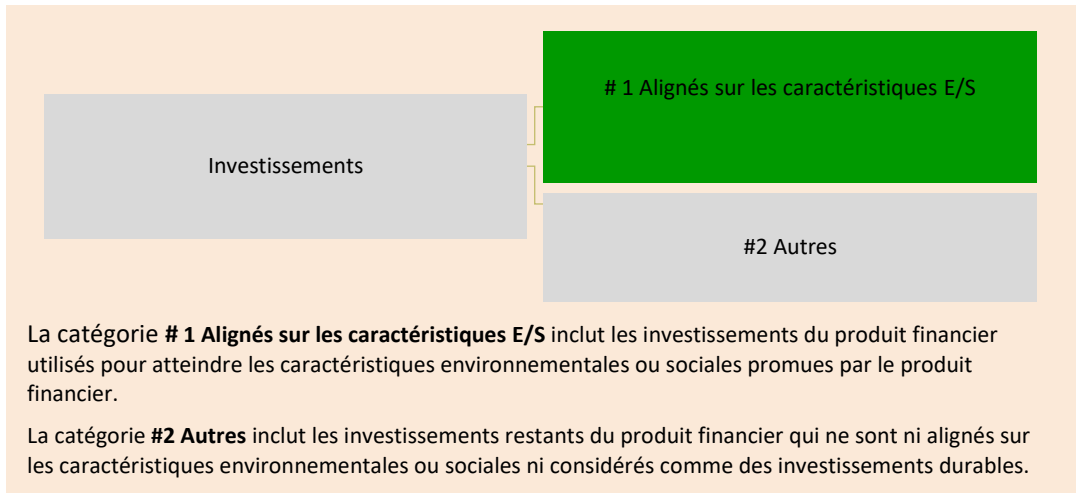 # 1 Alignés sur les caractéristiques E/S
Investissements
#2 Autres
La catégorie # 1 Alignés sur les caractéristiques E/S inclut les investissements du produit financier
utilisés pour atteindre les caractéristiques environnementales ou sociales promues par le produit
financier.
La catégorie #2 Autres inclut les investissements restants du produit financier qui ne sont ni alignés sur
les caractéristiques environnementales ou sociales ni considérés comme des investissements durables.